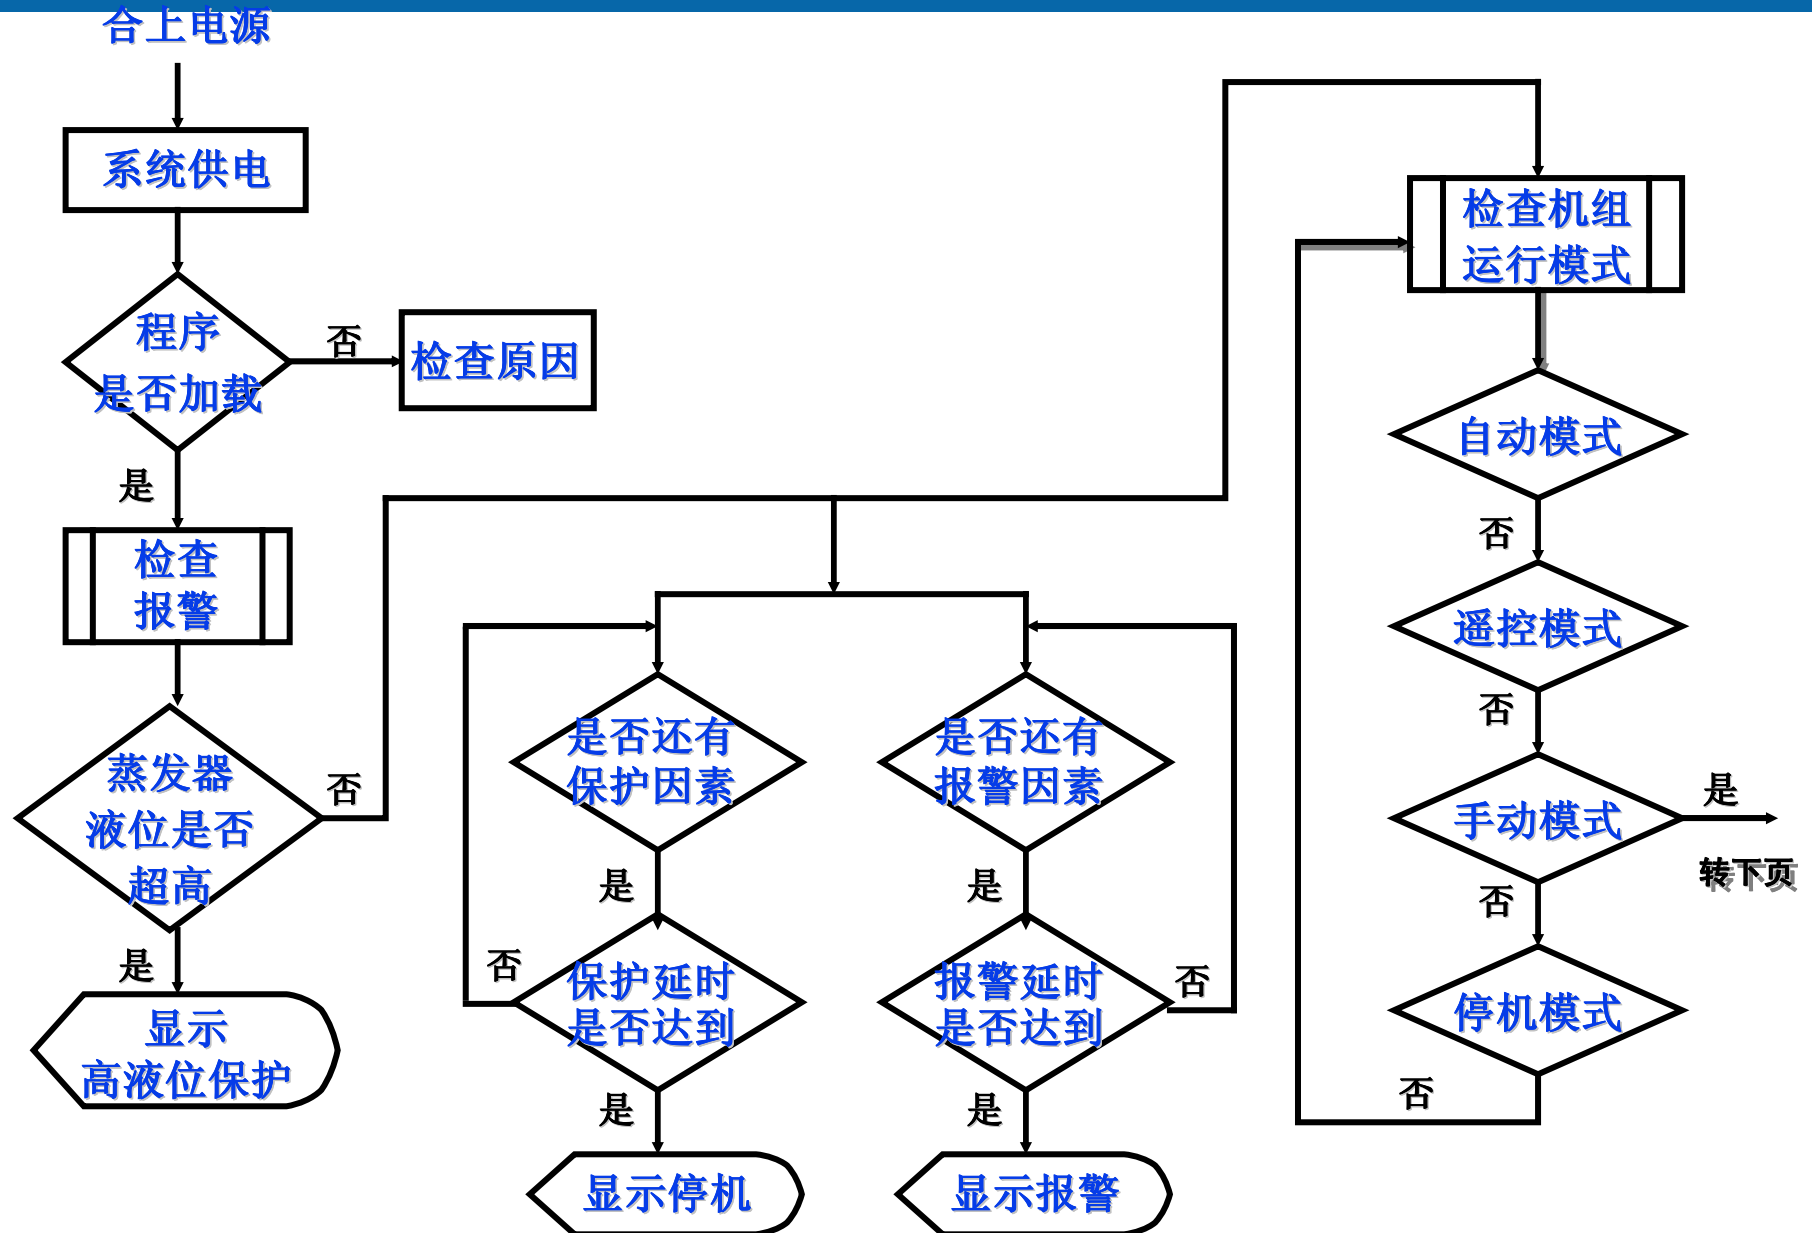 合上电源
系统供电
程序
是否加载
否
检查原因
是
检查
报警
蒸发器
液位是否
超高
否
是
显示
高液位保护
是否还有
保护因素
是
保护延时
是否达到
否
是
显示停机
是否还有
报警因素
是
报警延时
是否达到
否
是
显示报警
检查机组
运行模式
自动模式
否
遥控模式
否
手动模式
是
转下页
否
停机模式
否